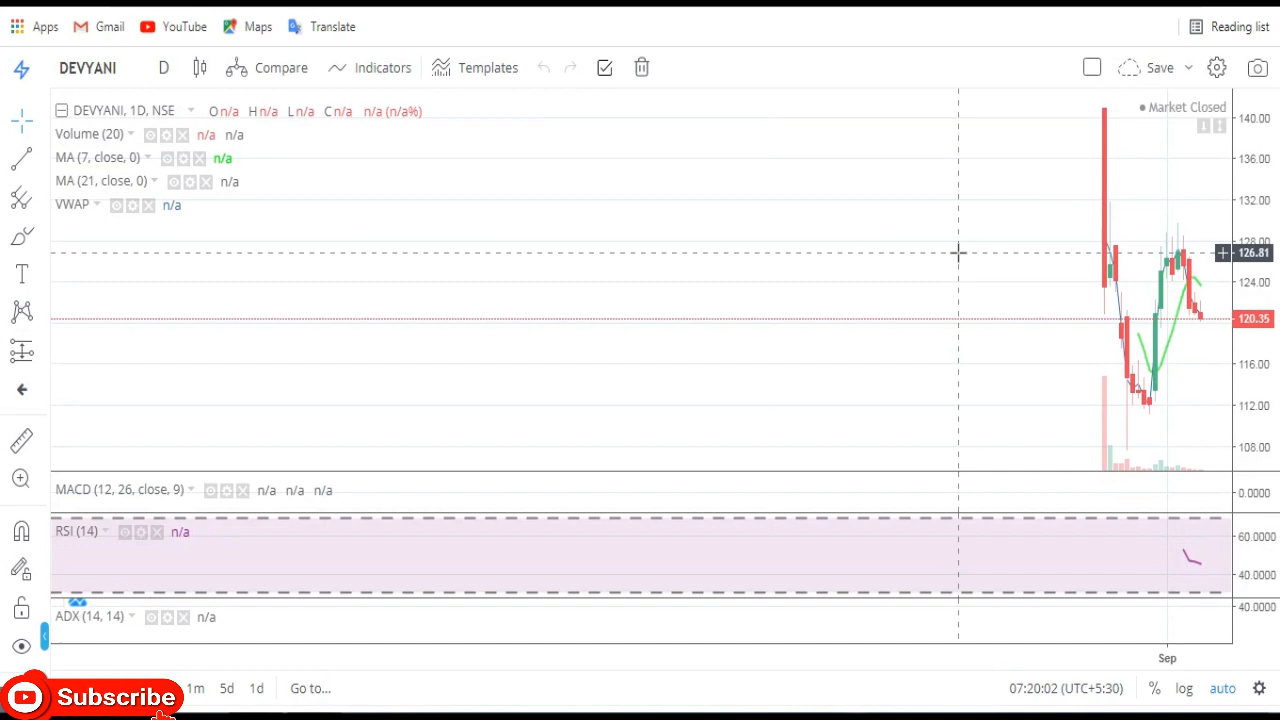 Apps Gmail YouTube Maps Translate Reading list
DEVYANI D Compare Indicators Templates Save
DEVYANI, 1D, NSE O n/a H n/a L n/a C n/a n/a (n/a%)
Market Closed
Volume (20) n/a n/a
MA (7, close, 0) n/a
MA (21, close, 0) n/a
VWAP n/a
140.00
136.00
132.00
128.00
126.81
124.00
120.35
116.00
112.00
108.00
MACD (12, 26, close, 9) n/a n/a n/a
0.0000
RSI (14) n/a
60.0000
40.0000
ADX (14, 14) n/a
40.0000
Sep
Subscribe
1m 5d 1d Go to... 07:20:02 (UTC+5:30) % log auto